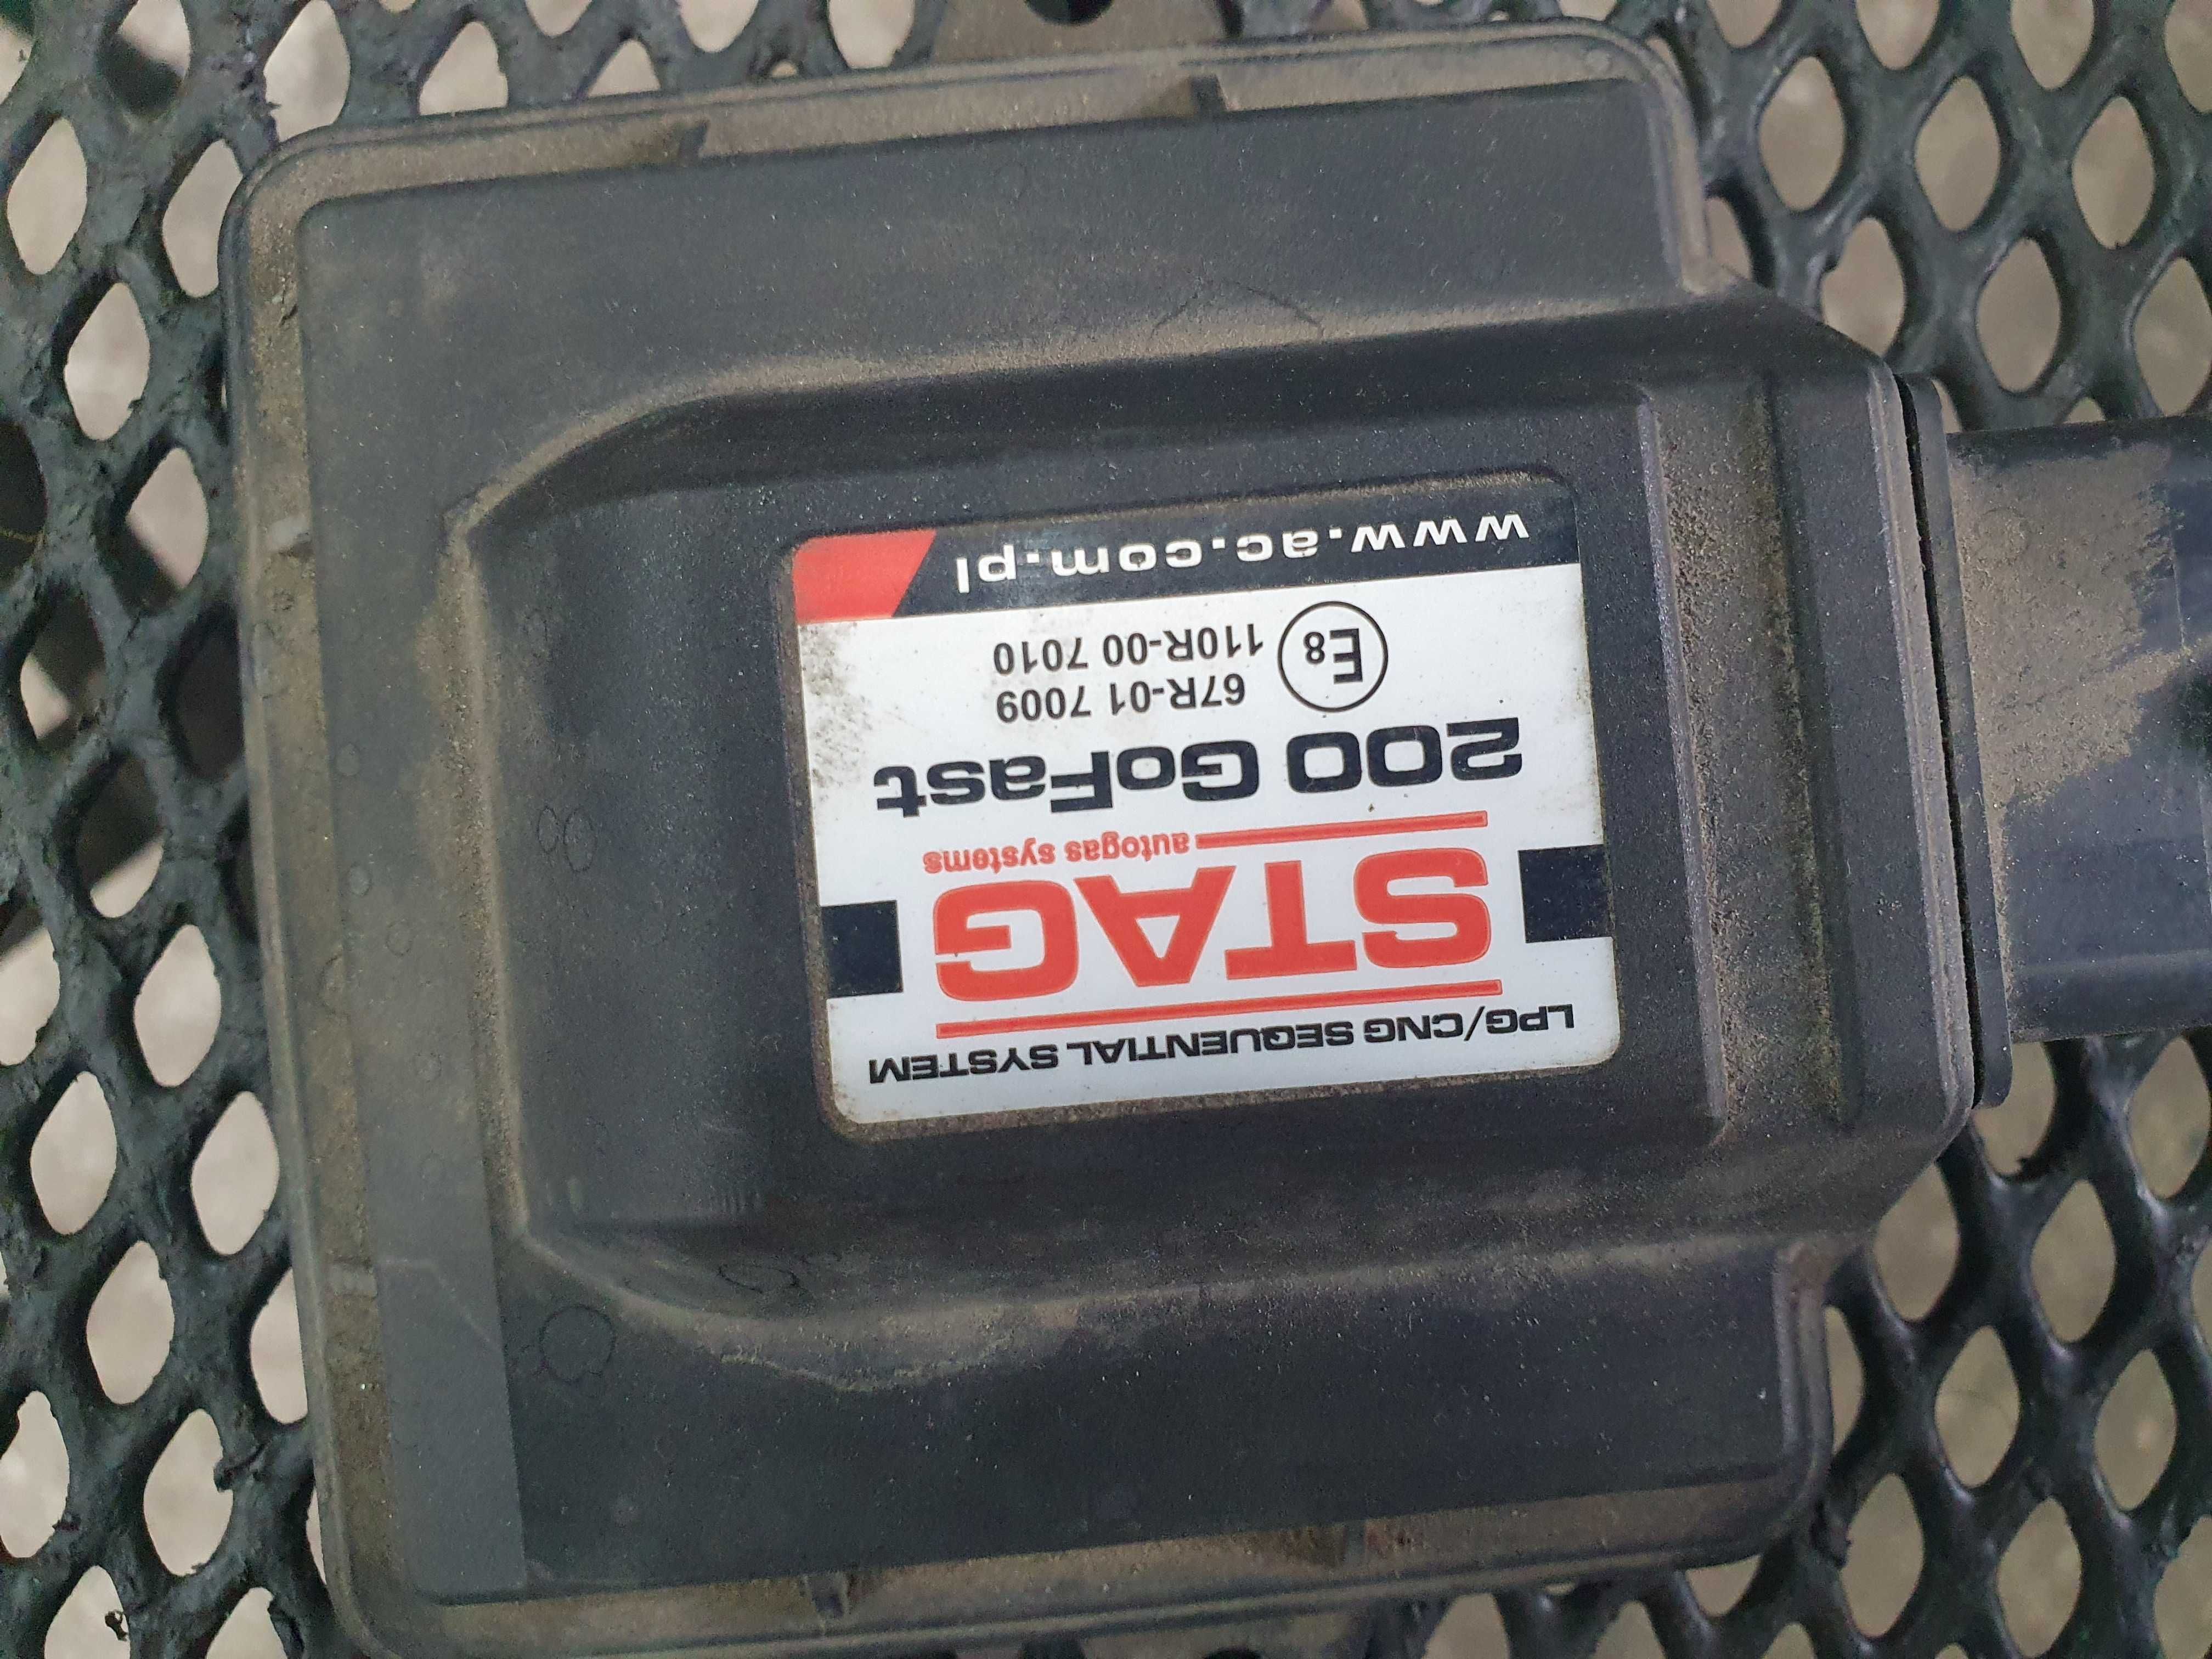 LPG/CNG SEQUENTIAL SYSTEM
STAG
autogas systems
200 GoFast
E8
67R-01 7009
110R-00 7010
www.ac.com.pl